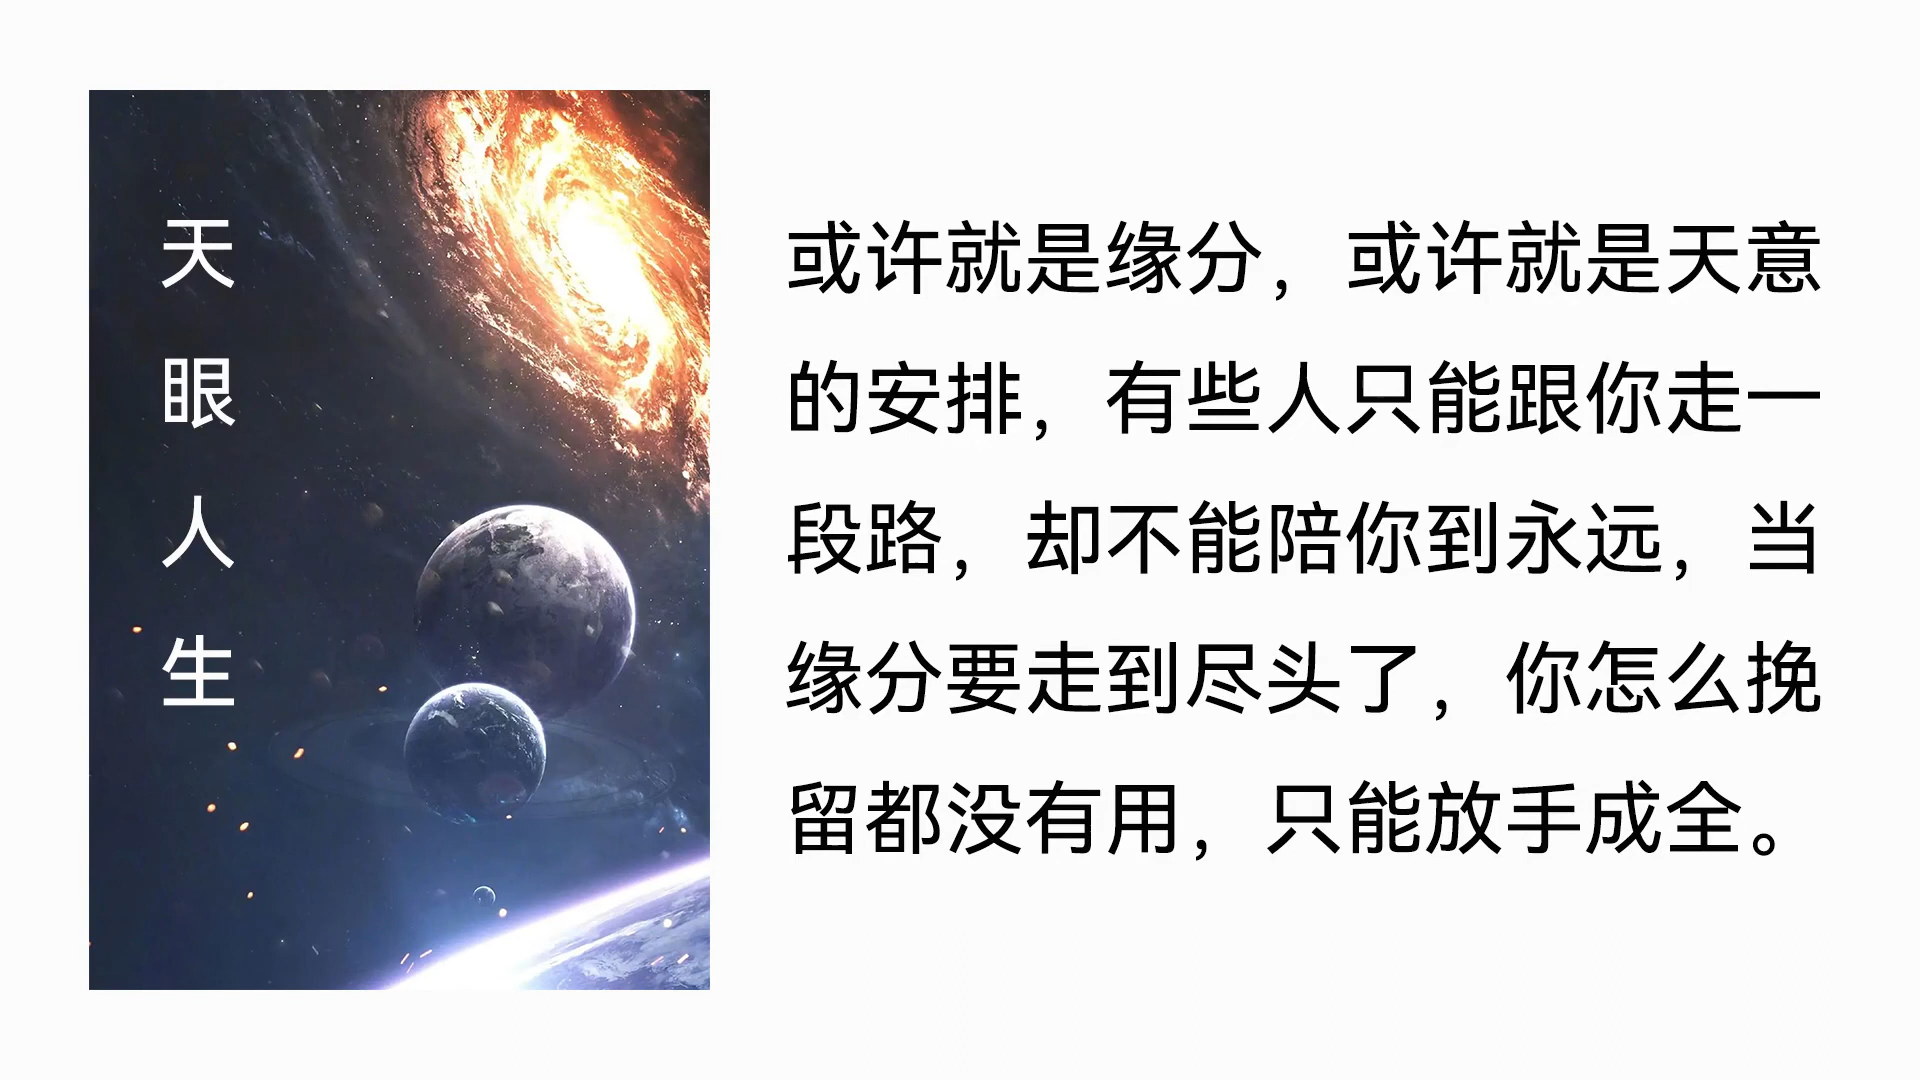 天眼人生
或许就是缘分，或许就是天意
的安排，有些人只能跟你走一
段路，却不能陪你到永远，当
缘分要走到尽头了，你怎么挽
留都没有用，只能放手成全。